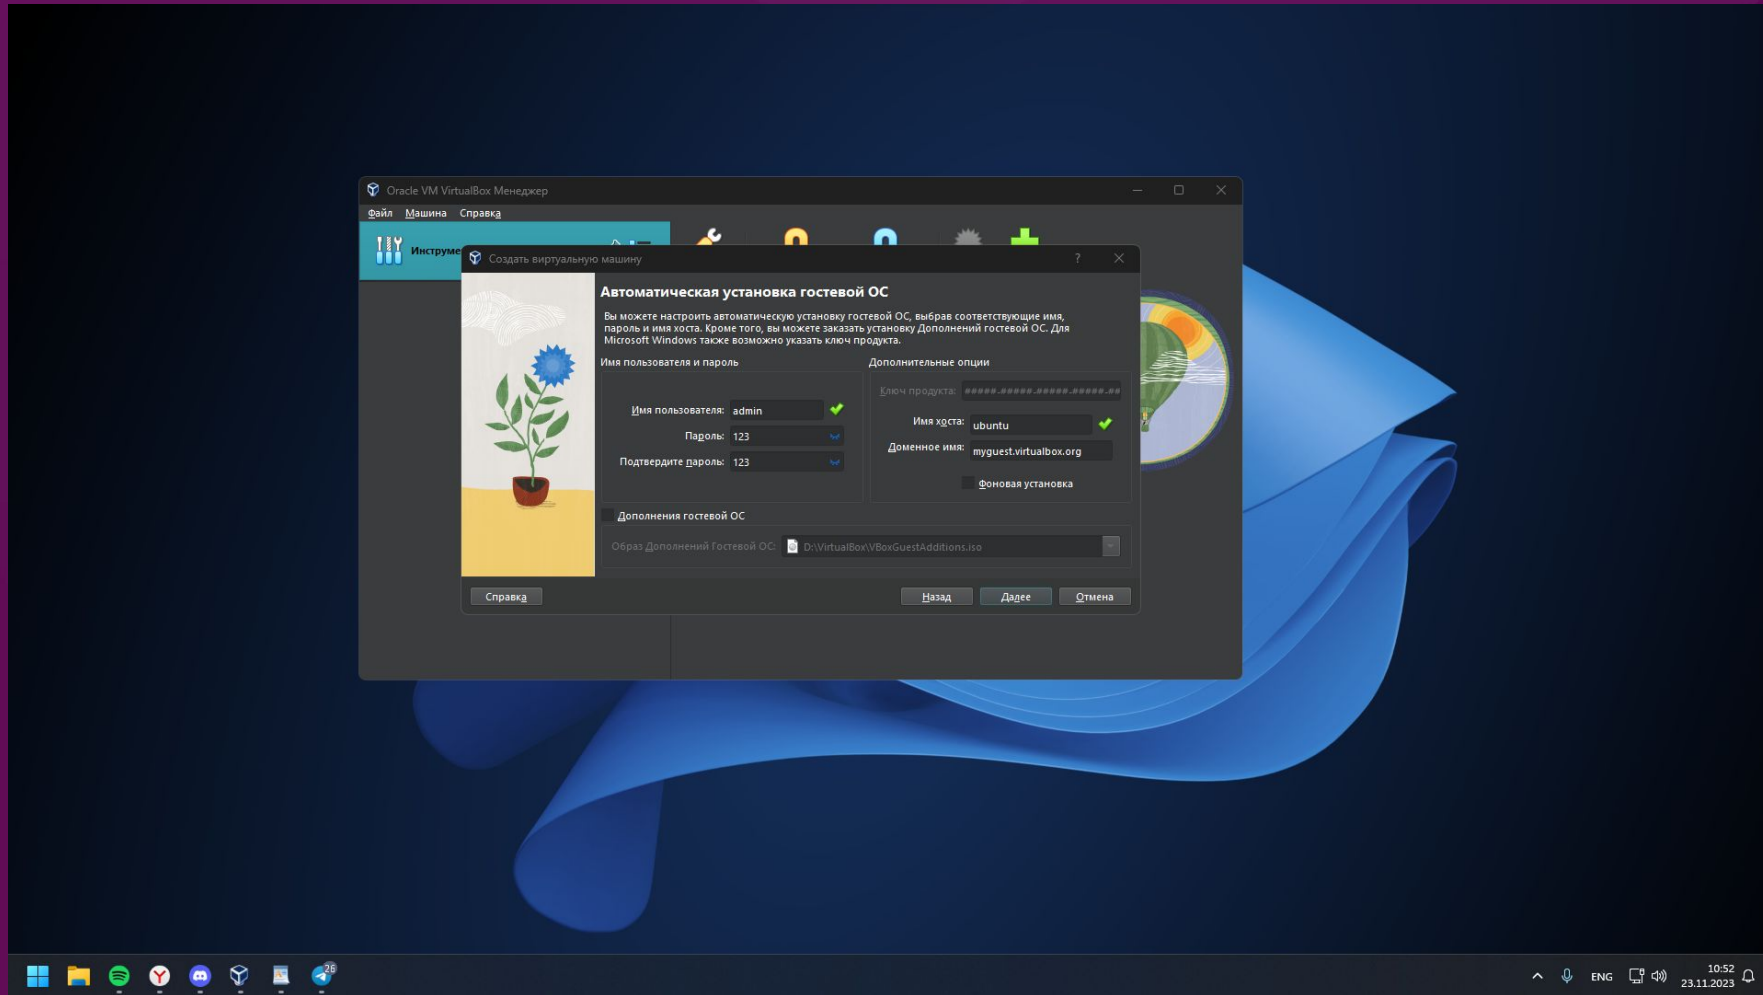 Oracle VM VirtualBox Менеджер
Файл Машина Справка
Создать виртуальную машину
?
Автоматическая установка гостевой ОС
Вы можете настроить автоматическую установку гостевой ОС, выбрав соответствующие имя,
пароль и имя хоста. Кроме того, вы можете заказать установку Дополнений гостевой ОС. Для
Microsoft Windows также возможно указать ключ продукта.
Имя пользователя и пароль
Имя пользователя: admin
Пароль: 123
Подтвердите пароль: 123
Дополнительные опции
Ключ продукта: #####-#####-#####-#####-##
Имя хоста: ubuntu
Доменное имя: myguest.virtualbox.org
Фоновая установка
Дополнения гостевой ОС
Образ Дополнений Гостевой ОС: D:\VirtualBox\VBoxGuestAdditions.iso
Справка Назад Далее Отмена
26
ENG
10:52
23.11.2023